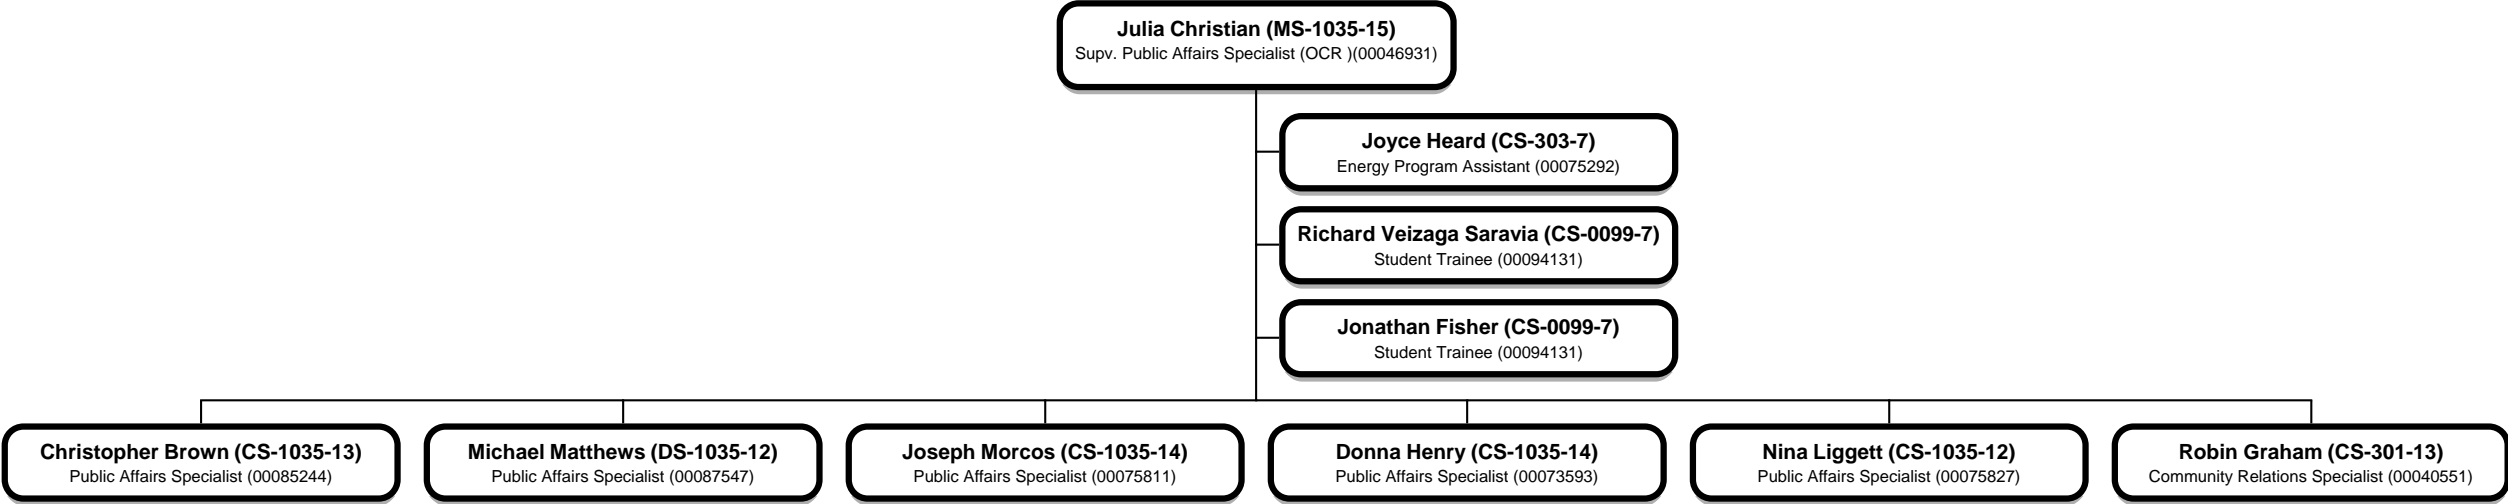 Julia Christian (MS-1035-15)
Supv. Public Affairs Specialist (OCR )(00046931)
Joyce Heard (CS-303-7)
Energy Program Assistant (00075292)
Richard Veizaga Saravia (CS-0099-7)
Student Trainee (00094131)
Jonathan Fisher (CS-0099-7)
Student Trainee (00094131)
Christopher Brown (CS-1035-13)
Public Affairs Specialist (00085244)
Michael Matthews (DS-1035-12)
Public Affairs Specialist (00087547)
Joseph Morcos (CS-1035-14)
Public Affairs Specialist (00075811)
Donna Henry (CS-1035-14)
Public Affairs Specialist (00073593)
Nina Liggett (CS-1035-12)
Public Affairs Specialist (00075827)
Robin Graham (CS-301-13)
Community Relations Specialist (00040551)